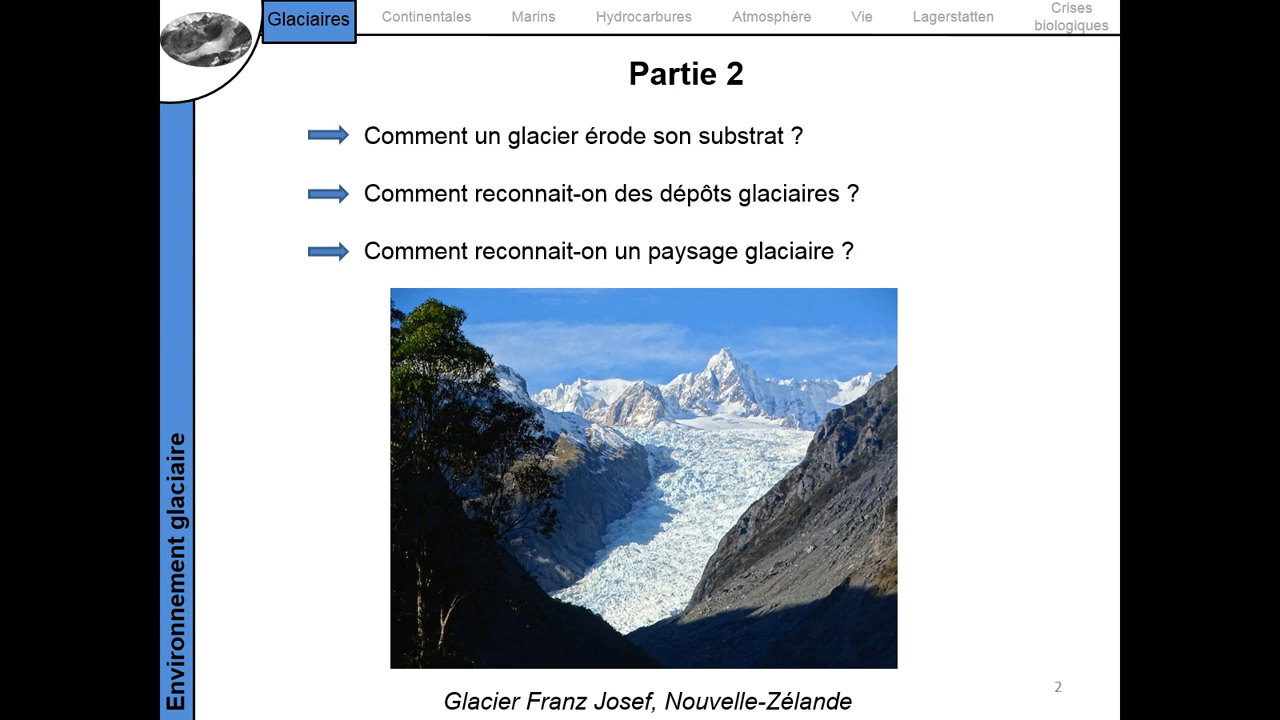 Glaciaires
Continentales
Marins
Hydrocarbures
Atmosphère
Vie
Lagerstatten
Crises
biologiques
Partie 2
Comment un glacier érode son substrat ?
Comment reconnait-on des dépôts glaciaires ?
Comment reconnait-on un paysage glaciaire ?
Environnement glaciaire
Glacier Franz Josef, Nouvelle-Zélande
2